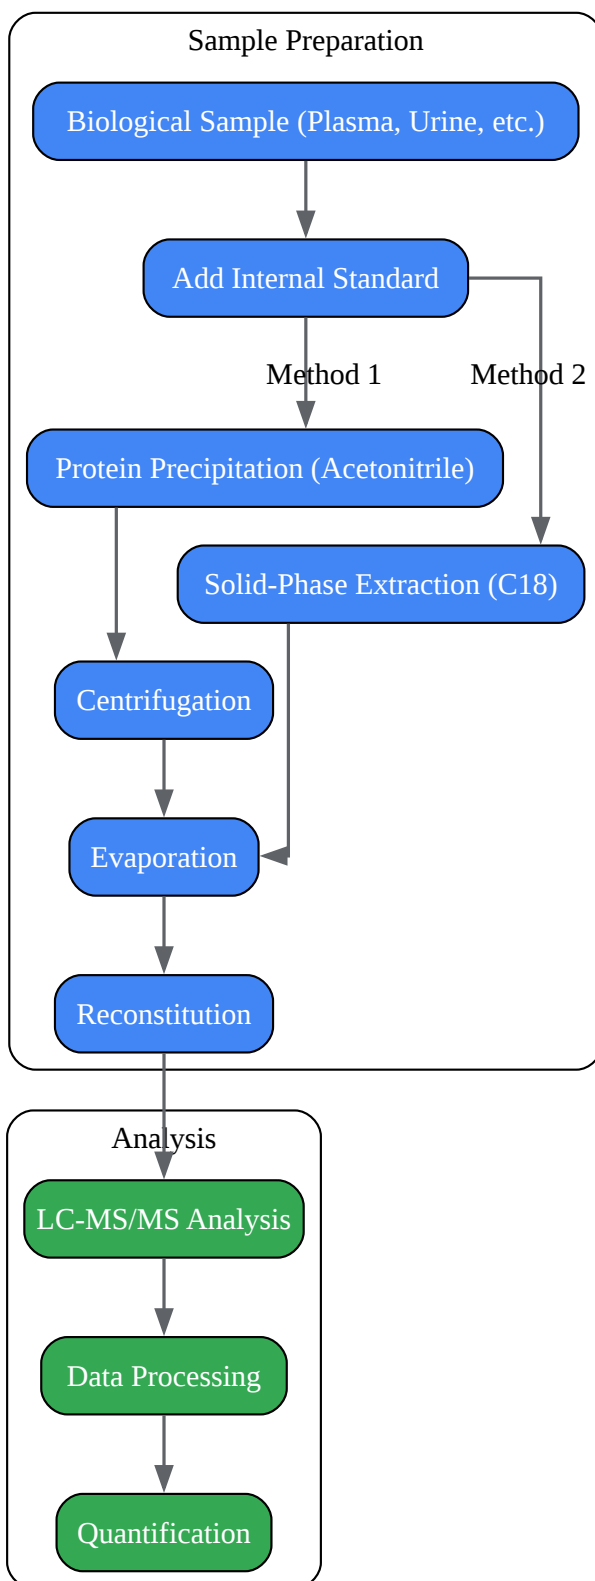 Sample Preparation
Biological Sample (Plasma, Urine, etc.)
Add Internal Standard
Method 1
Method 2
Protein Precipitation (Acetonitrile)
Solid-Phase Extraction (C18)
Centrifugation
Evaporation
Reconstitution
Analysis
LC-MS/MS Analysis
Data Processing
Quantification